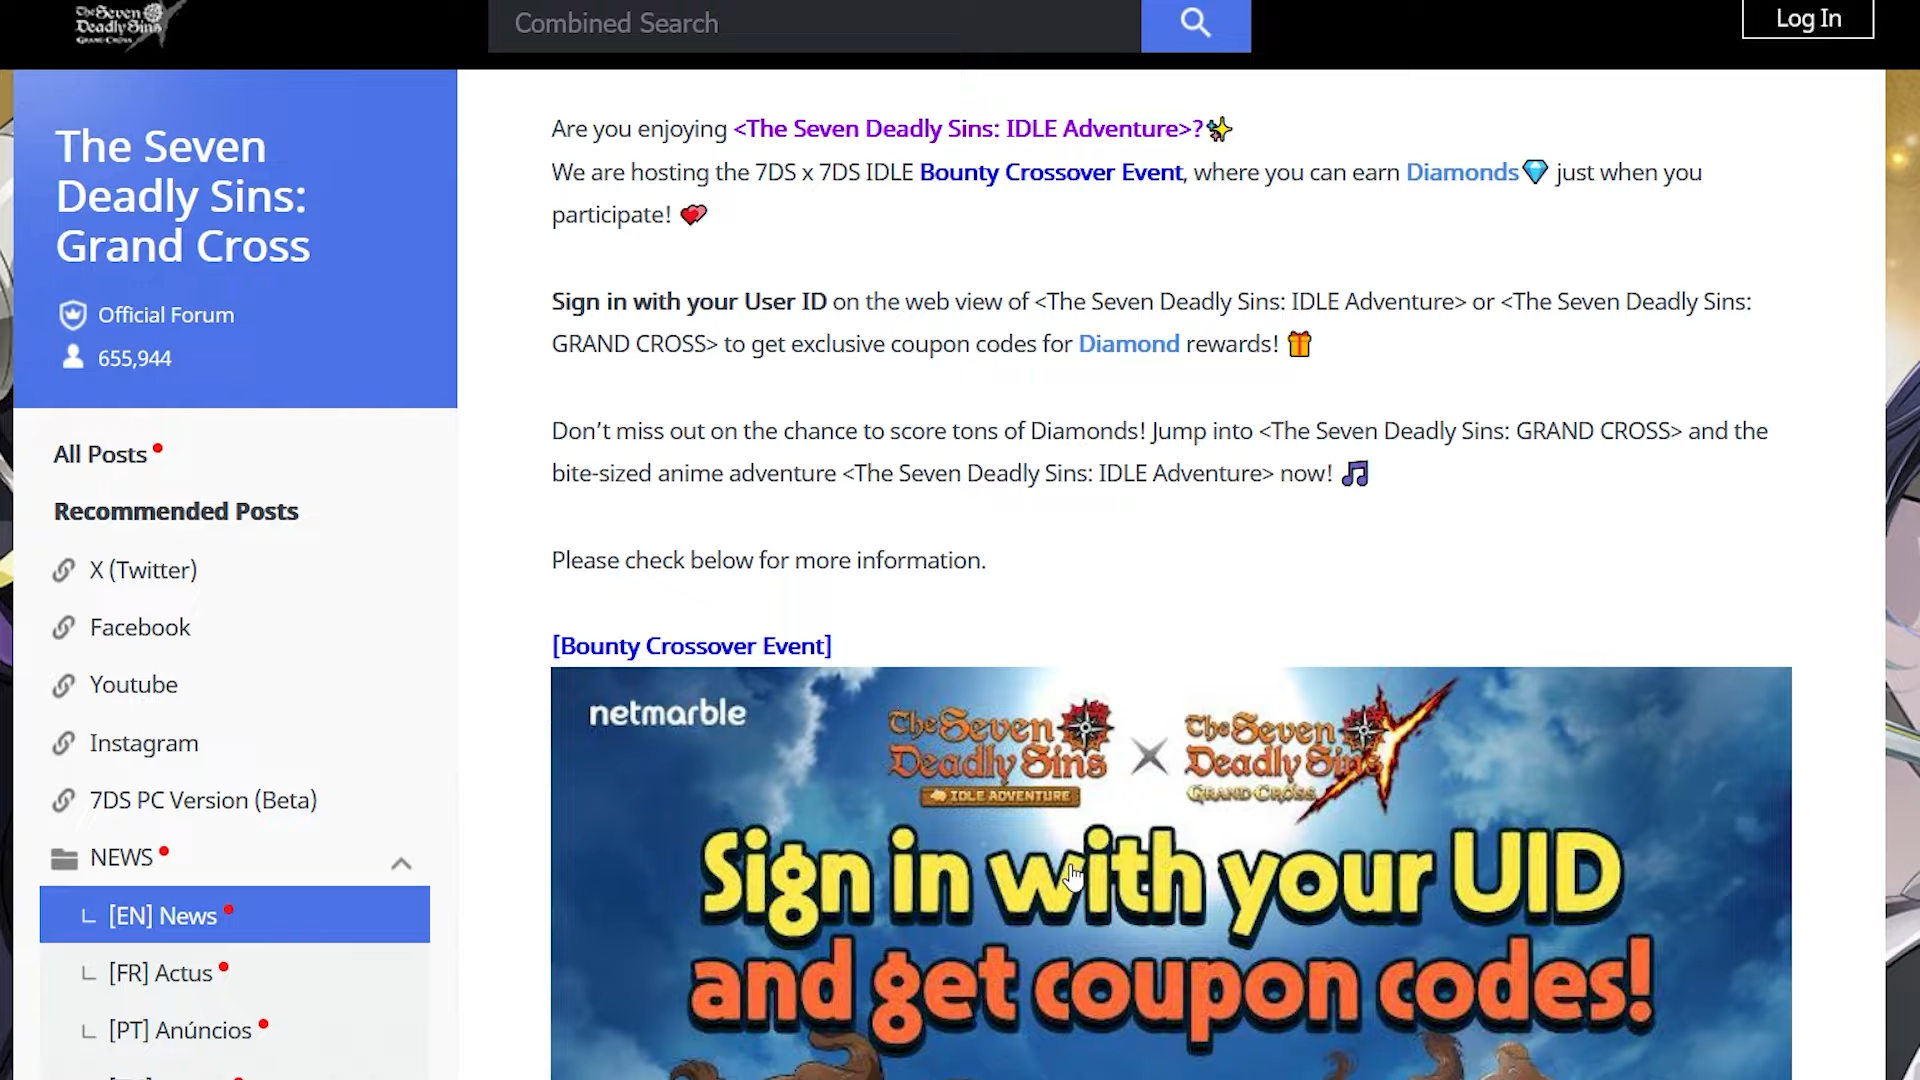 The Seven
Deadly Sins
GRAND CROSS
Combined Search
Log In
The Seven
Deadly Sins:
Grand Cross
Official Forum
655,944
All Posts
Recommended Posts
X (Twitter)
Facebook
Youtube
Instagram
7DS PC Version (Beta)
NEWS
[EN] News
[FR] Actus
[PT] Anúncios
Are you enjoying <The Seven Deadly Sins: IDLE Adventure>?✨
We are hosting the 7DS x 7DS IDLE Bounty Crossover Event, where you can earn Diamonds💎 just when you
participate! 💕
Sign in with your User ID on the web view of <The Seven Deadly Sins: IDLE Adventure> or <The Seven Deadly Sins:
GRAND CROSS> to get exclusive coupon codes for Diamond rewards! 🎁
Don’t miss out on the chance to score tons of Diamonds! Jump into <The Seven Deadly Sins: GRAND CROSS> and the
bite-sized anime adventure <The Seven Deadly Sins: IDLE Adventure> now! 🎵
Please check below for more information.
[Bounty Crossover Event]
netmarble
The Seven
Deadly Sins
IDLE ADVENTURE
The Seven
Deadly Sins
GRAND CROSS
Sign in with your UID
and get coupon codes!